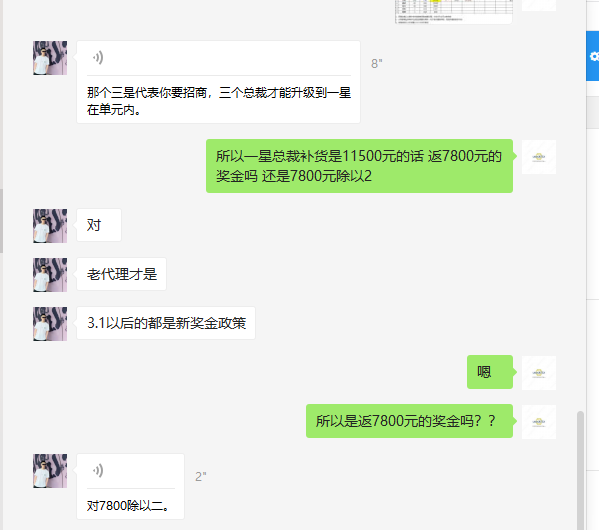 那个三是代表你要招商，三个总裁才能升级到一星
在单元内。
8"
所以一星总裁补货是11500元的话 返7800元的
奖金吗 还是7800元除以2
对
老代理才是
3.1以后的都是新奖金政策
嗯
所以是返7800元的奖金吗？？
2"
对7800除以二。